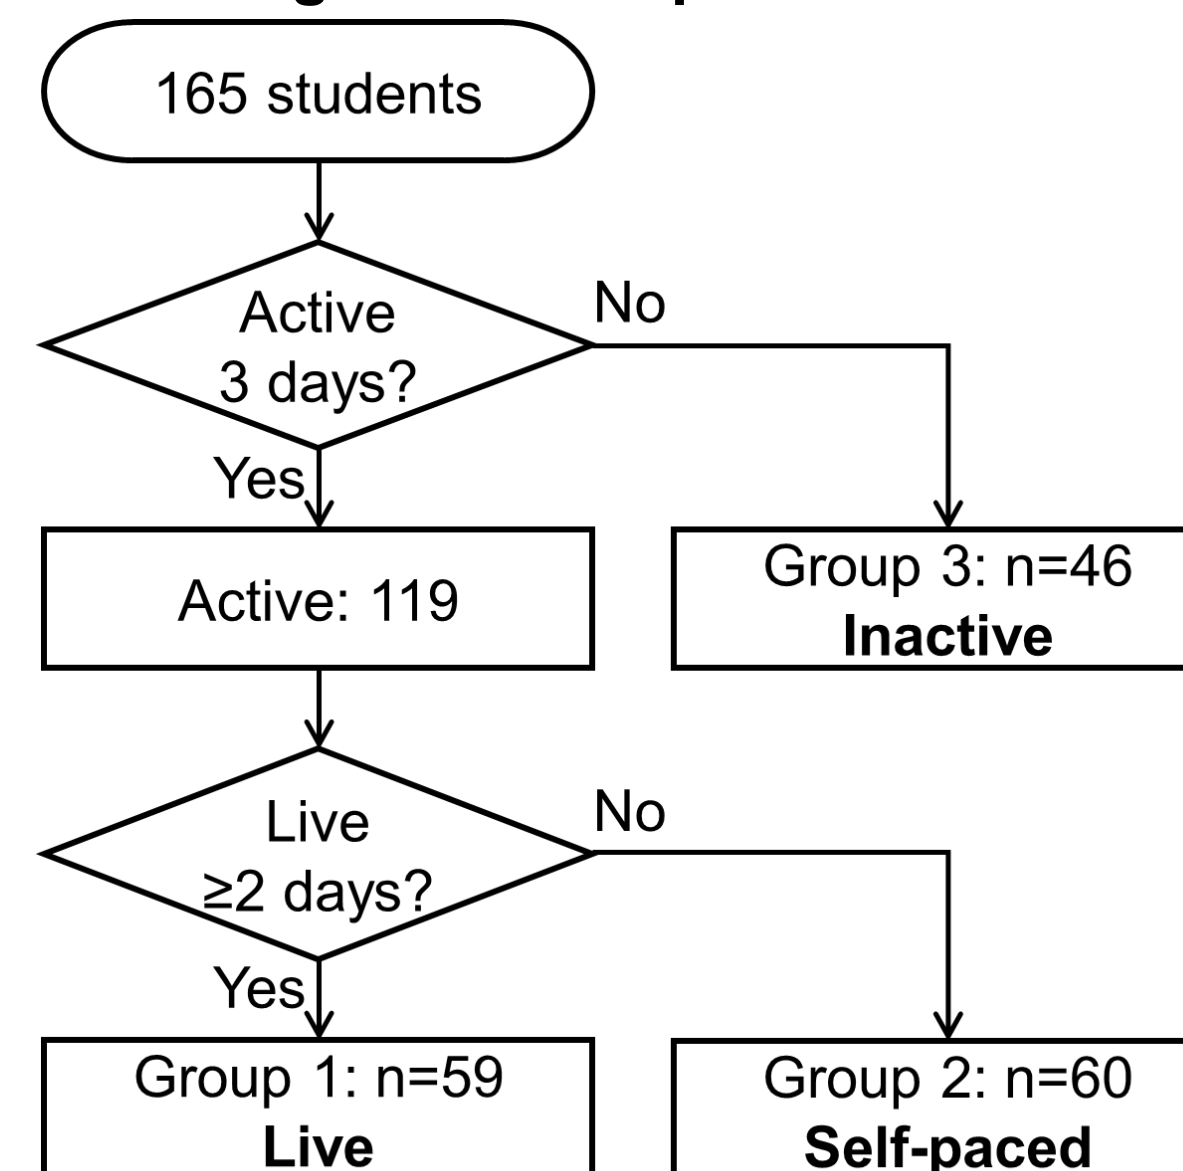 165 students
Active
3 days?
No
Yes
Active: 119
Group 3: n=46
Inactive
Live
≥2 days?
No
Yes
Group 1: n=59
Live
Group 2: n=60
Self-paced